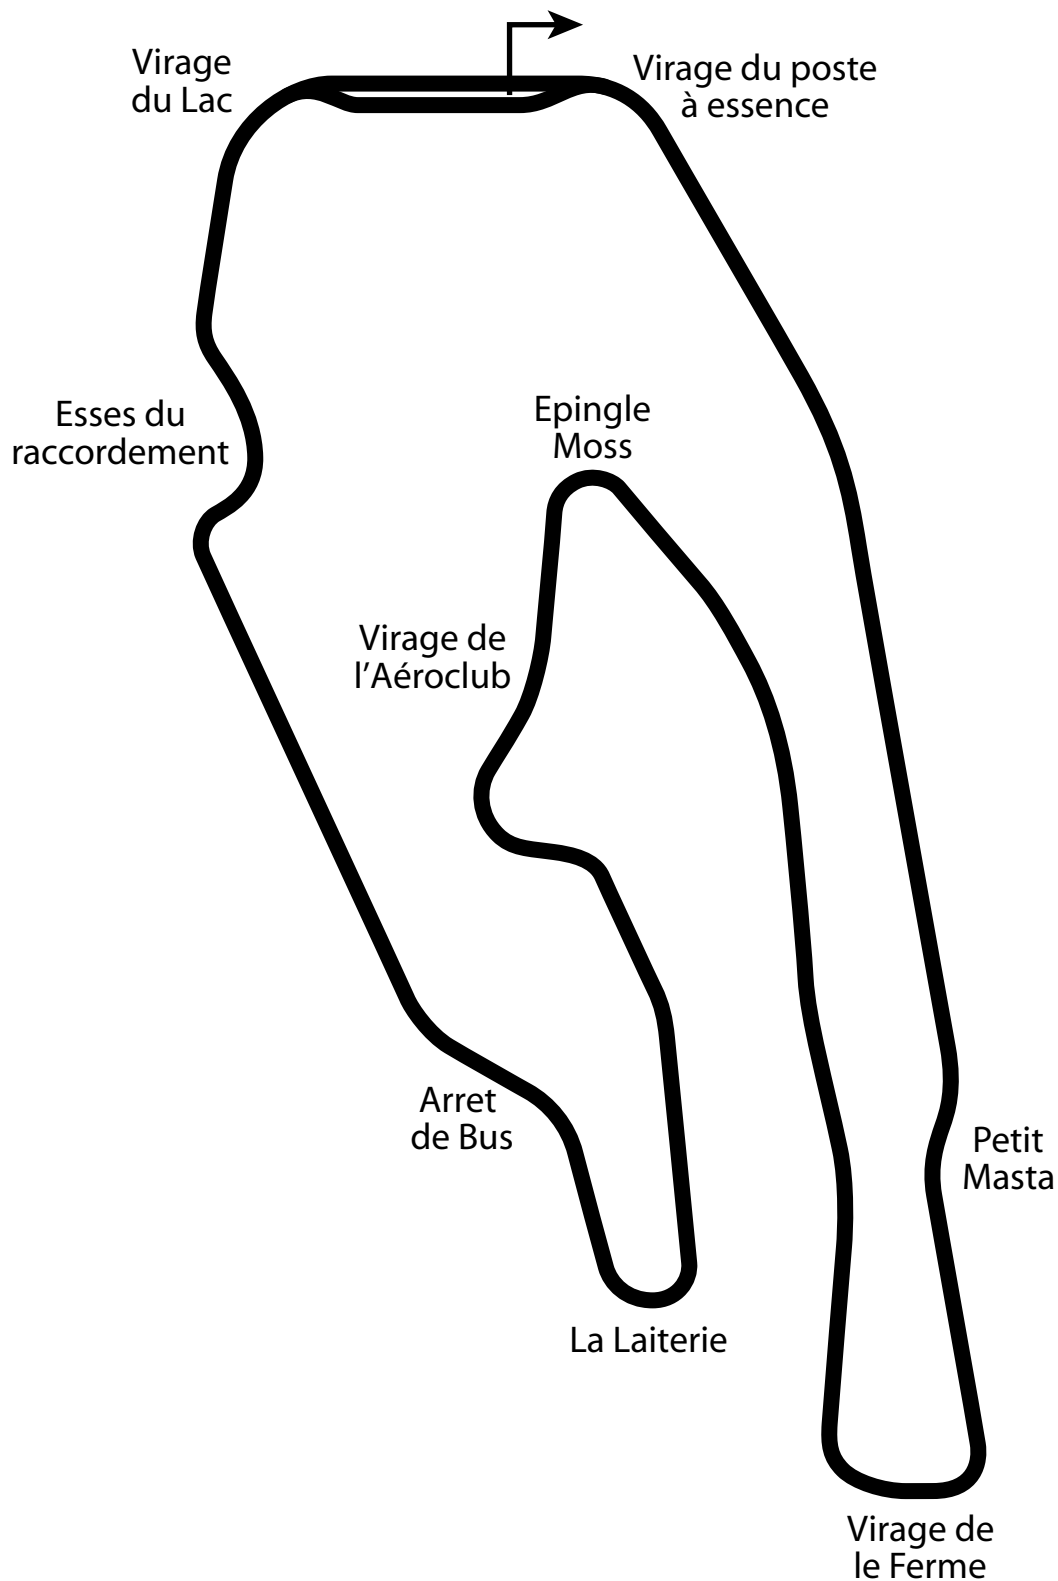 Virage
du Lac
Virage du poste
à essence
Esses du
raccordement
Epingle
Moss
Virage de
l'Aéroclub
Arret
de Bus
Petit
Masta
La Laiterie
Virage de
le Ferme